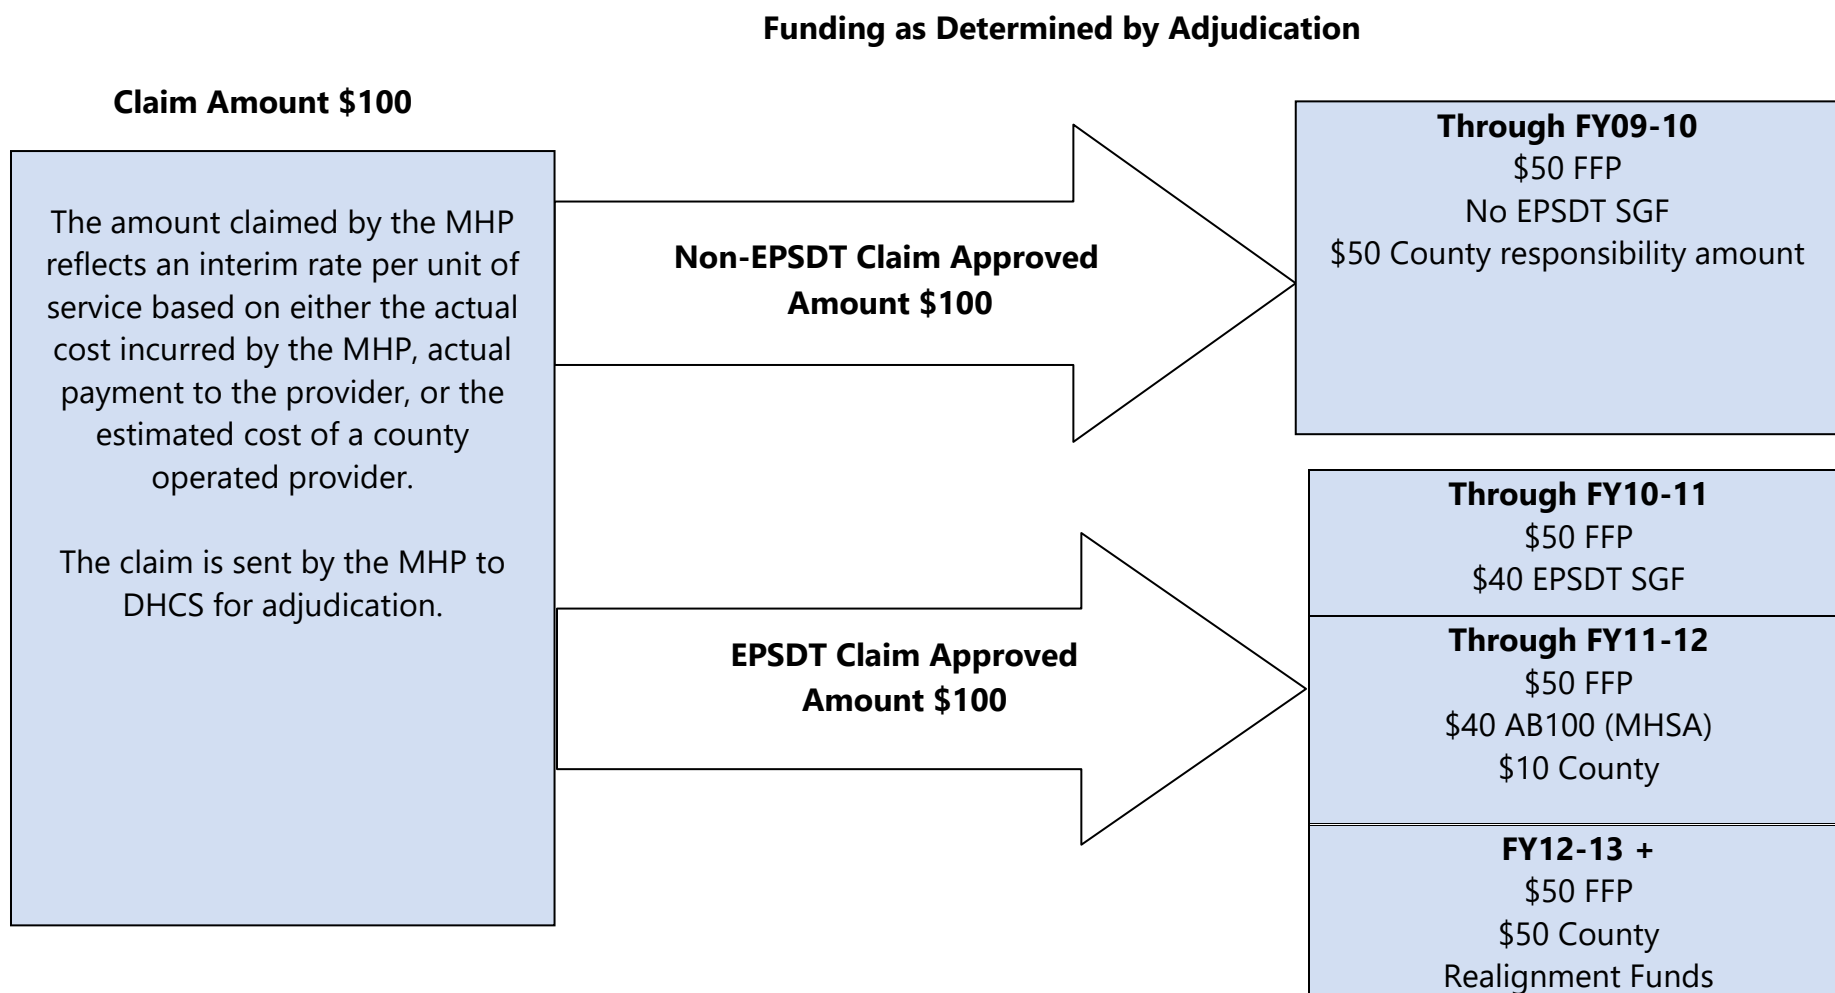 Funding as Determined by Adjudication
Claim Amount $100
The amount claimed by the MHP
reflects an interim rate per unit of
service based on either the actual
cost incurred by the MHP, actual
payment to the provider, or the
estimated cost of a county
operated provider.
The claim is sent by the MHP to
DHCS for adjudication.
Non-EPSDT Claim Approved
Amount $100
Through FY09-10
$50 FFP
No EPSDT SGF
$50 County responsibility amount
EPSDT Claim Approved
Amount $100
Through FY10-11
$50 FFP
$40 EPSDT SGF
Through FY11-12
$50 FFP
$40 AB100 (MHSA)
$10 County
FY12-13 +
$50 FFP
$50 County
Realignment Funds